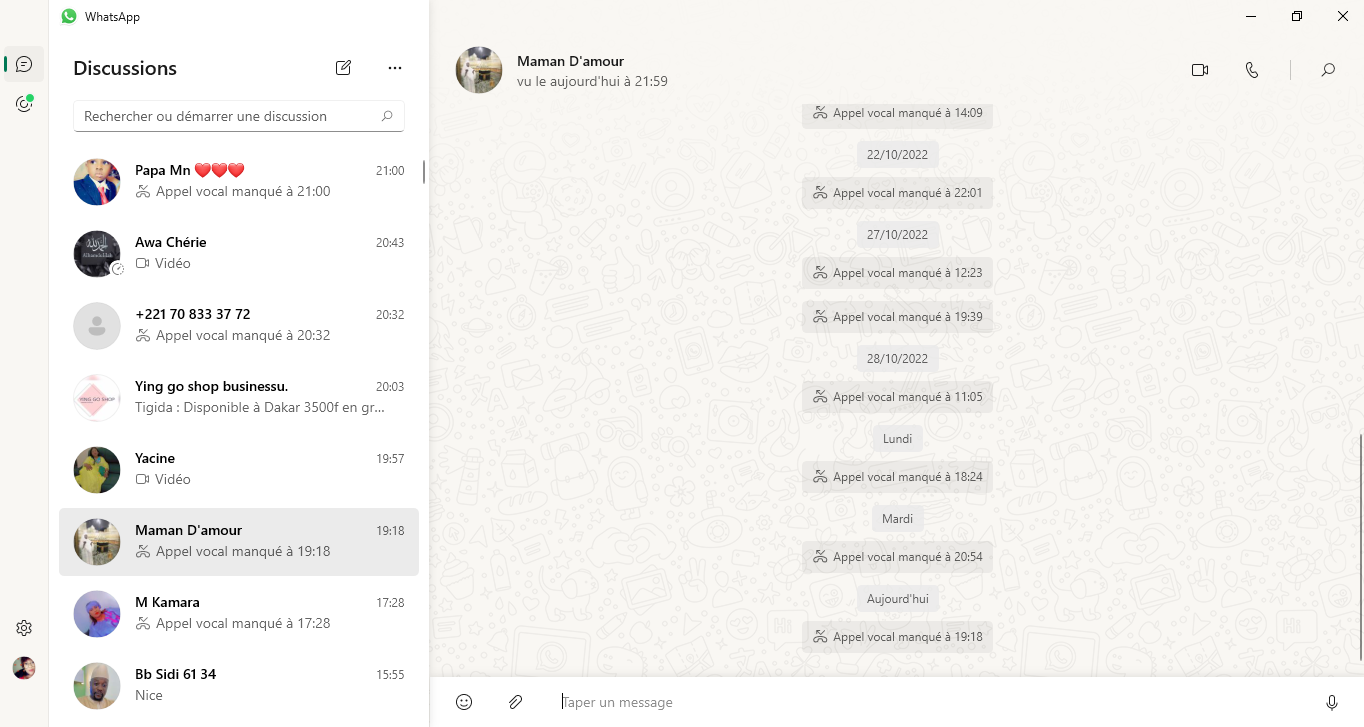 WhatsApp
Discussions
Rechercher ou démarrer une discussion
Papa Mn ❤️❤️❤️ 21:00
Appel vocal manqué à 21:00
Awa Chérie 20:43
Vidéo
+221 70 833 37 72 20:32
Appel vocal manqué à 20:32
Ying go shop businessu. 20:03
Tigida : Disponible à Dakar 3500f en gr...
Yacine 19:57
Vidéo
Maman D'amour 19:18
Appel vocal manqué à 19:18
M Kamara 17:28
Appel vocal manqué à 17:28
Bb Sidi 61 34 15:55
Nice
Maman D'amour
vu le aujourd'hui à 21:59
Appel vocal manqué à 14:09
22/10/2022
Appel vocal manqué à 22:01
27/10/2022
Appel vocal manqué à 12:23
Appel vocal manqué à 19:39
28/10/2022
Appel vocal manqué à 11:05
Lundi
Appel vocal manqué à 18:24
Mardi
Appel vocal manqué à 20:54
Aujourd'hui
Appel vocal manqué à 19:18
Taper un message